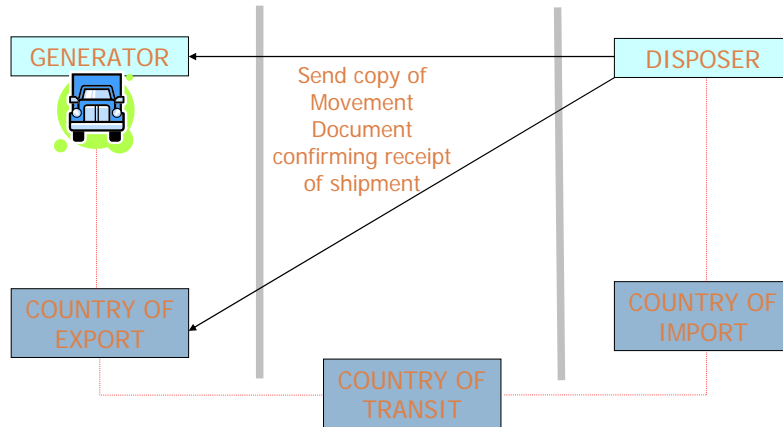 GENERATOR
DISPOSER
Send copy of
Movement
Document
confirming receipt
of shipment
COUNTRY OF
EXPORT
COUNTRY OF
IMPORT
COUNTRY OF
TRANSIT